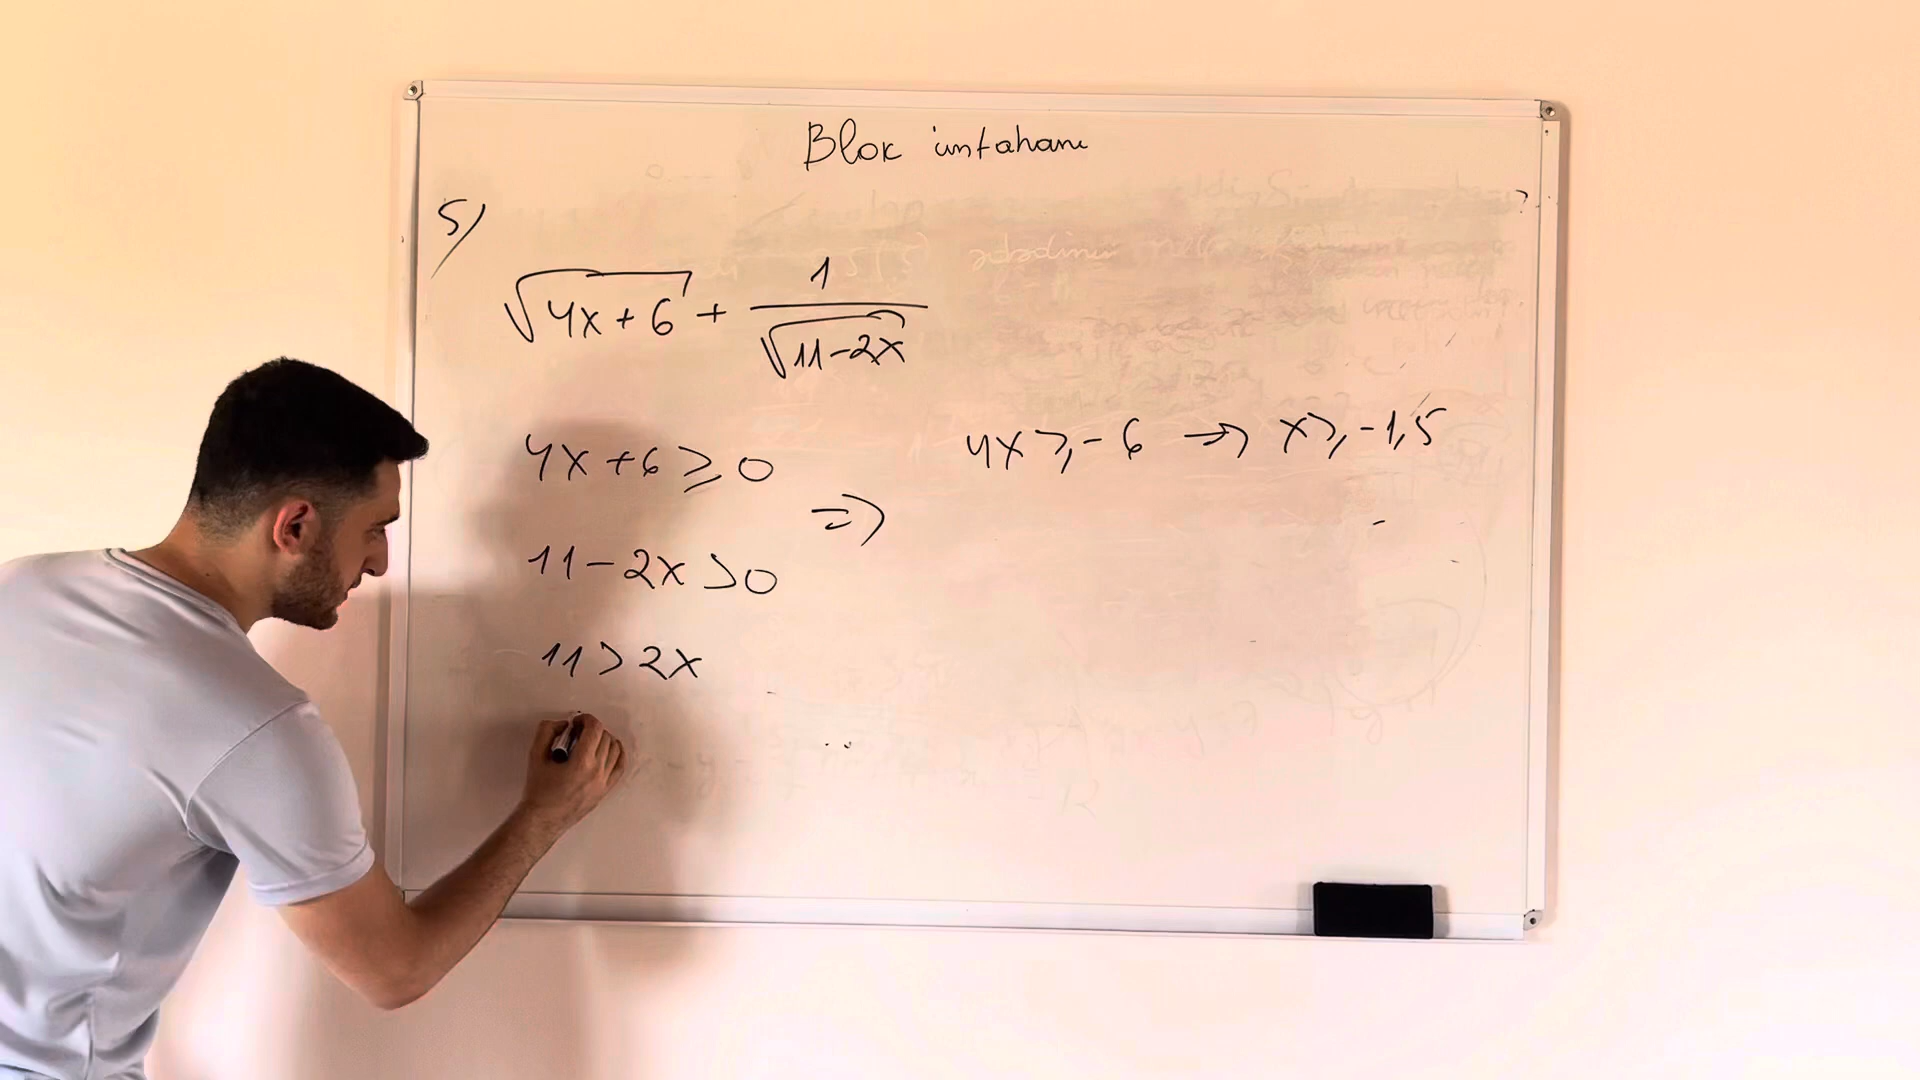 Blok imtahanı
5)
√4x+6 + 1/√11-2x
4x+6≥0
4x≥-6 → x≥-1,5
⇒
11-2x>0
11>2x